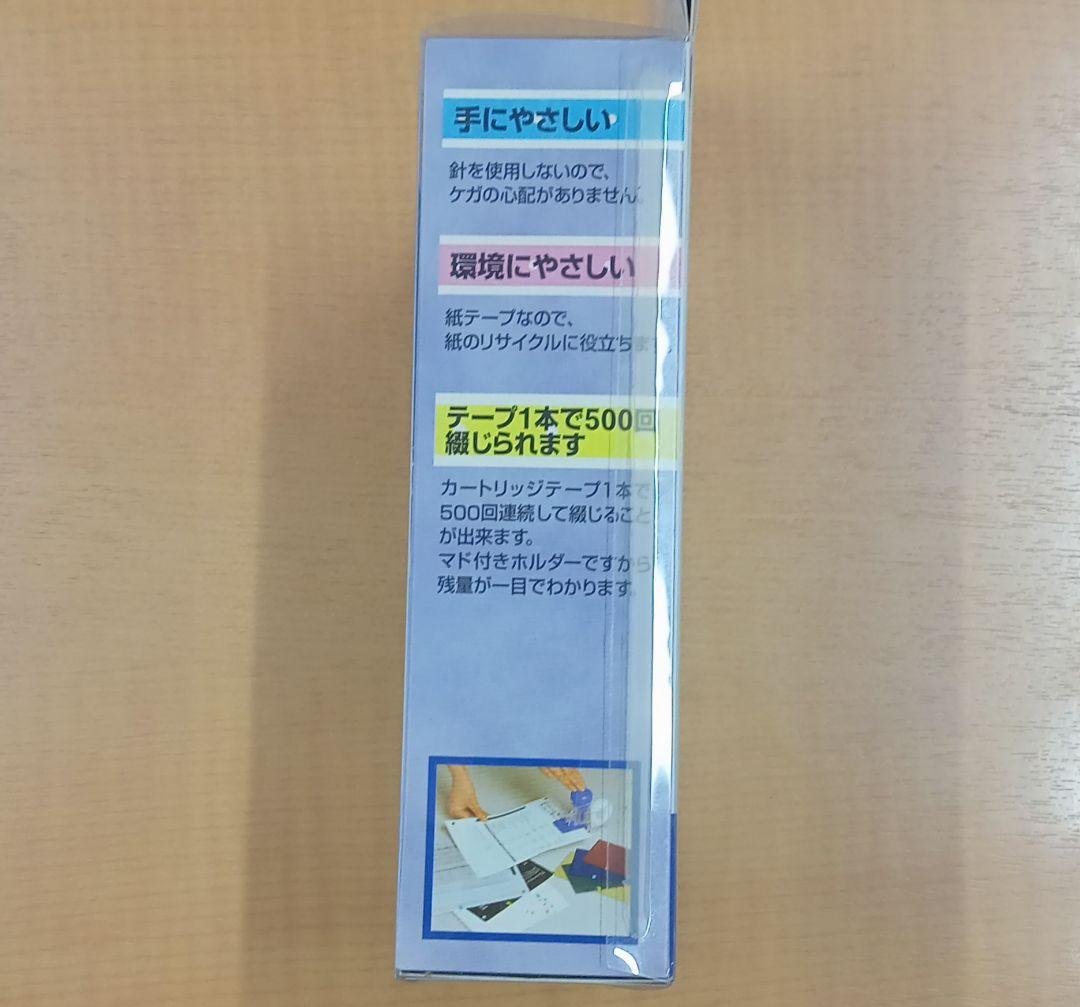 手にやさしい
針を使用しないので、
ケガの心配がありません。
環境にやさしい
紙テープなので、
紙のリサイクルに役立ちます。
テープ1本で500回
綴じられます
カートリッジテープ1本で
500回連続して綴じること
が出来ます。
マド付きホルダーですから
残量が一目でわかります。